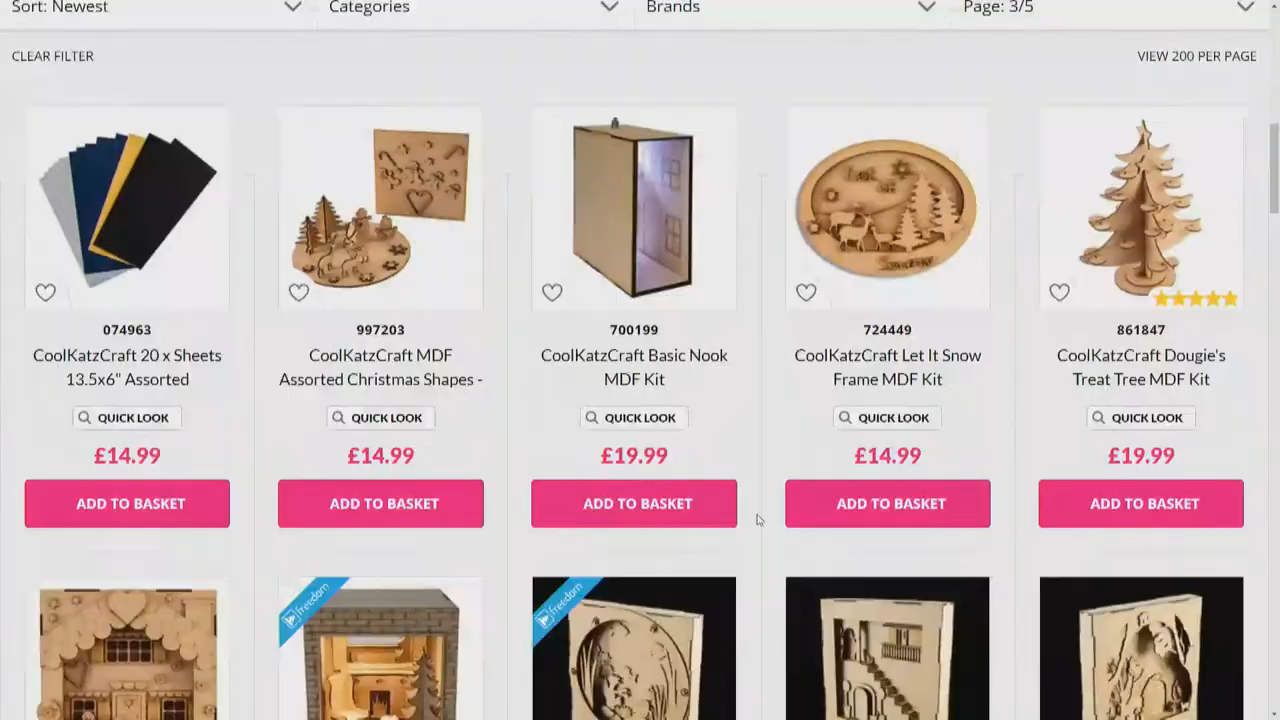 Sort: Newest
Categories
Brands
Page: 3/5
CLEAR FILTER
VIEW 200 PER PAGE
074963
CoolKatzCraft 20 x Sheets
13.5x6" Assorted
QUICK LOOK
£14.99
ADD TO BASKET
997203
CoolKatzCraft MDF
Assorted Christmas Shapes -
QUICK LOOK
£14.99
ADD TO BASKET
700199
CoolKatzCraft Basic Nook
MDF Kit
QUICK LOOK
£19.99
ADD TO BASKET
724449
CoolKatzCraft Let It Snow
Frame MDF Kit
QUICK LOOK
£14.99
ADD TO BASKET
861847
CoolKatzCraft Dougie's
Treat Tree MDF Kit
QUICK LOOK
£19.99
ADD TO BASKET
freedom
freedom